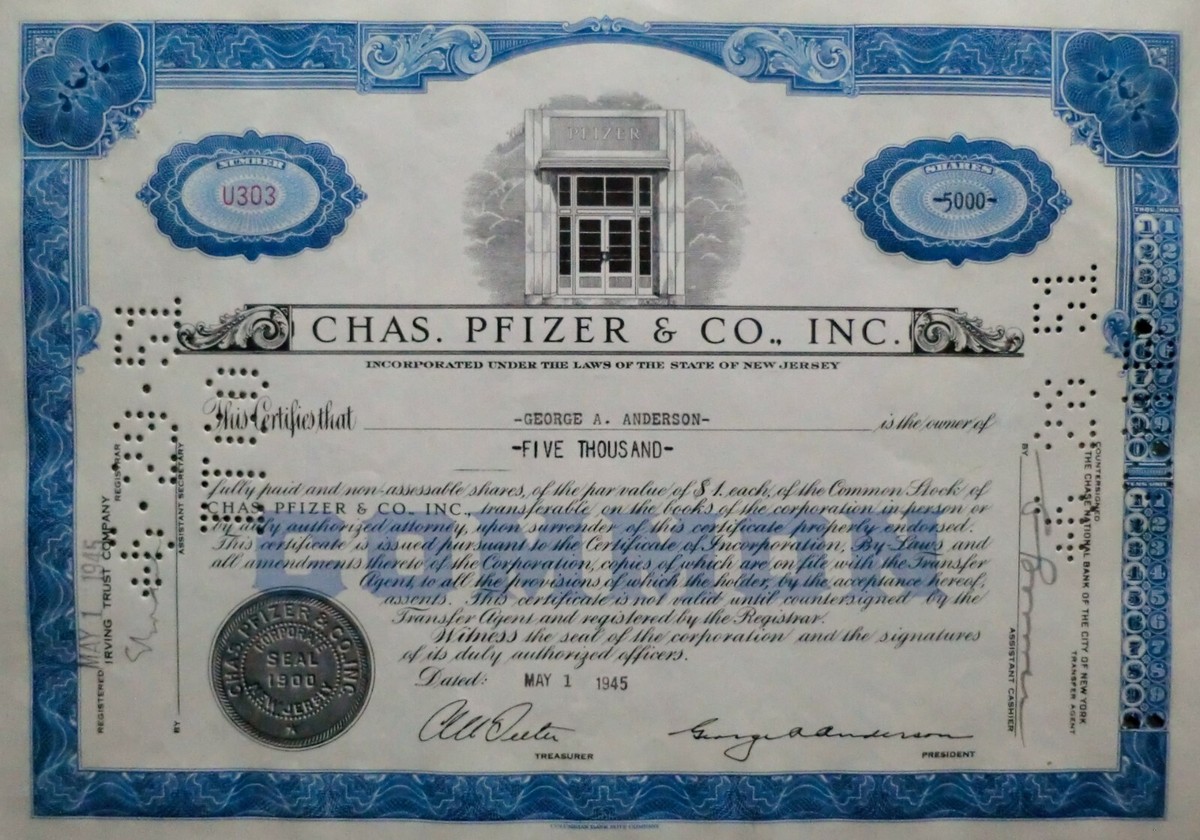 PFIZER
NUMBER
U303
SHARES
-5000-
CHAS. PFIZER & CO., INC.
INCORPORATED UNDER THE LAWS OF THE STATE OF NEW JERSEY
This Certifies that -GEORGE A. ANDERSON- is the owner of
-FIVE THOUSAND-
fully paid and non-assessable shares, of the par value of $1. each, of the Common Stock of
CHAS. PFIZER & CO., INC., transferable on the books of the corporation in person or
by duly authorized attorney, upon surrender of this certificate properly endorsed.
This certificate is issued pursuant to the Certificate of Incorporation, By Laws and
all amendments thereto of the Corporation, copies of which are on file with the Transfer
Agent, to all the provisions of which the holder, by the acceptance hereof,
assents. This certificate is not valid until countersigned by the
Transfer Agent and registered by the Registrar.
Witness the seal of the corporation and the signatures
of its duly authorized officers.
Dated: MAY 1 1945
COMMON
CHAS. PFIZER & CO., INC.
CORPORATE
SEAL
1900
NEW JERSEY
TREASURER
George A Anderson
PRESIDENT
REGISTERED MAY 1 1945
IRVING TRUST COMPANY
REGISTRAR
BY
ASSISTANT SECRETARY
COUNTERSIGNED
THE CHASE NATIONAL BANK OF THE CITY OF NEW YORK
TRANSFER AGENT
BY
ASSISTANT CASHIER